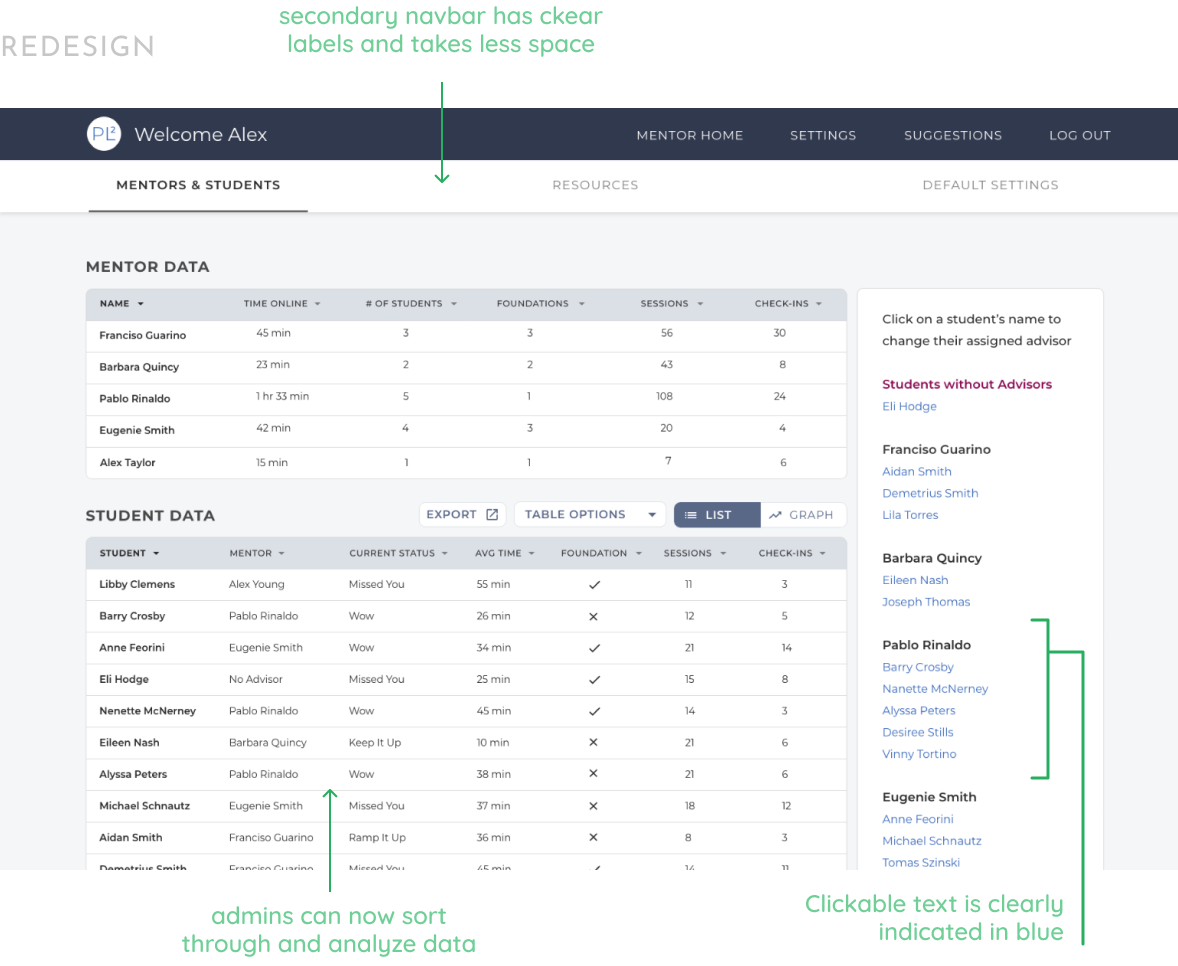 secondary navbar has ckear
labels and takes less space
REDESIGN
PL² Welcome Alex MENTOR HOME SETTINGS SUGGESTIONS LOG OUT
MENTORS & STUDENTS RESOURCES DEFAULT SETTINGS
MENTOR DATA
NAME TIME ONLINE # OF STUDENTS FOUNDATIONS SESSIONS CHECK-INS
Franciso Guarino 45 min 3 3 56 30
Barbara Quincy 23 min 2 2 43 8
Pablo Rinaldo 1 hr 33 min 5 1 108 24
Eugenie Smith 42 min 4 3 20 4
Alex Taylor 15 min 1 1 7 6
STUDENT DATA EXPORT TABLE OPTIONS LIST GRAPH
STUDENT MENTOR CURRENT STATUS AVG TIME FOUNDATION SESSIONS CHECK-INS
Libby Clemens Alex Young Missed You 55 min ✓ 11 3
Barry Crosby Pablo Rinaldo Wow 26 min ✕ 12 5
Anne Feorini Eugenie Smith Wow 34 min ✓ 21 14
Eli Hodge No Advisor Missed You 25 min ✓ 15 8
Nenette McNerney Pablo Rinaldo Wow 45 min ✓ 14 3
Eileen Nash Barbara Quincy Keep It Up 10 min ✕ 21 6
Alyssa Peters Pablo Rinaldo Wow 38 min ✕ 21 6
Michael Schnautz Eugenie Smith Missed You 37 min ✕ 18 12
Aidan Smith Franciso Guarino Ramp It Up 36 min ✕ 8 3
Demetrius Smith Franciso Guarino Missed You 45 min ✓ 14 11
Click on a student's name to
change their assigned advisor
Students without Advisors
Eli Hodge
Franciso Guarino
Aidan Smith
Demetrius Smith
Lila Torres
Barbara Quincy
Eileen Nash
Joseph Thomas
Pablo Rinaldo
Barry Crosby
Nanette McNerney
Alyssa Peters
Desiree Stills
Vinny Tortino
Eugenie Smith
Anne Feorini
Michael Schnautz
Tomas Szinski
admins can now sort
through and analyze data
Clickable text is clearly
indicated in blue